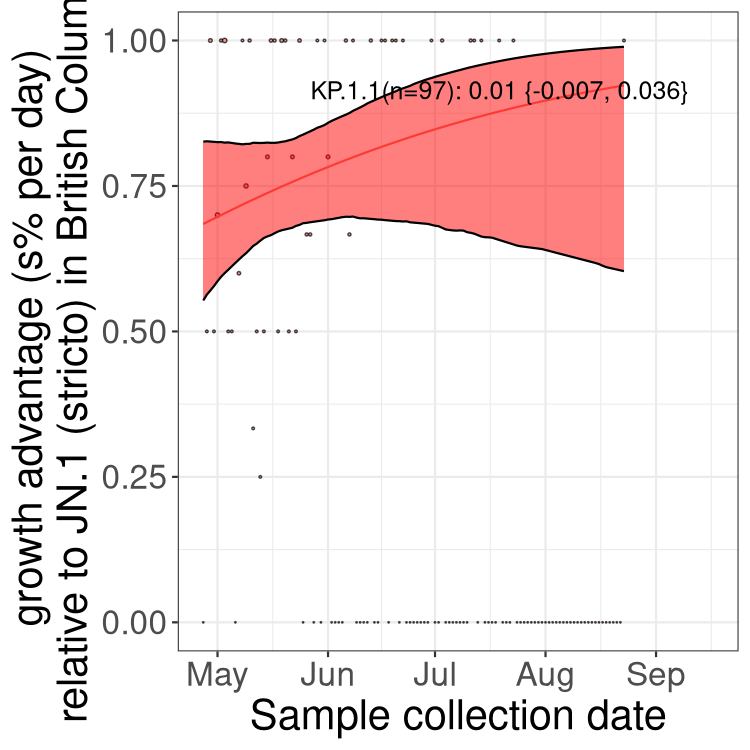 growth advantage (s% per day)
relative to JN.1 (stricto) in British Colum
1.00
0.75
0.50
0.25
0.00
KP.1.1(n=97): 0.01 {-0.007, 0.036}
May Jun Jul Aug Sep
Sample collection date